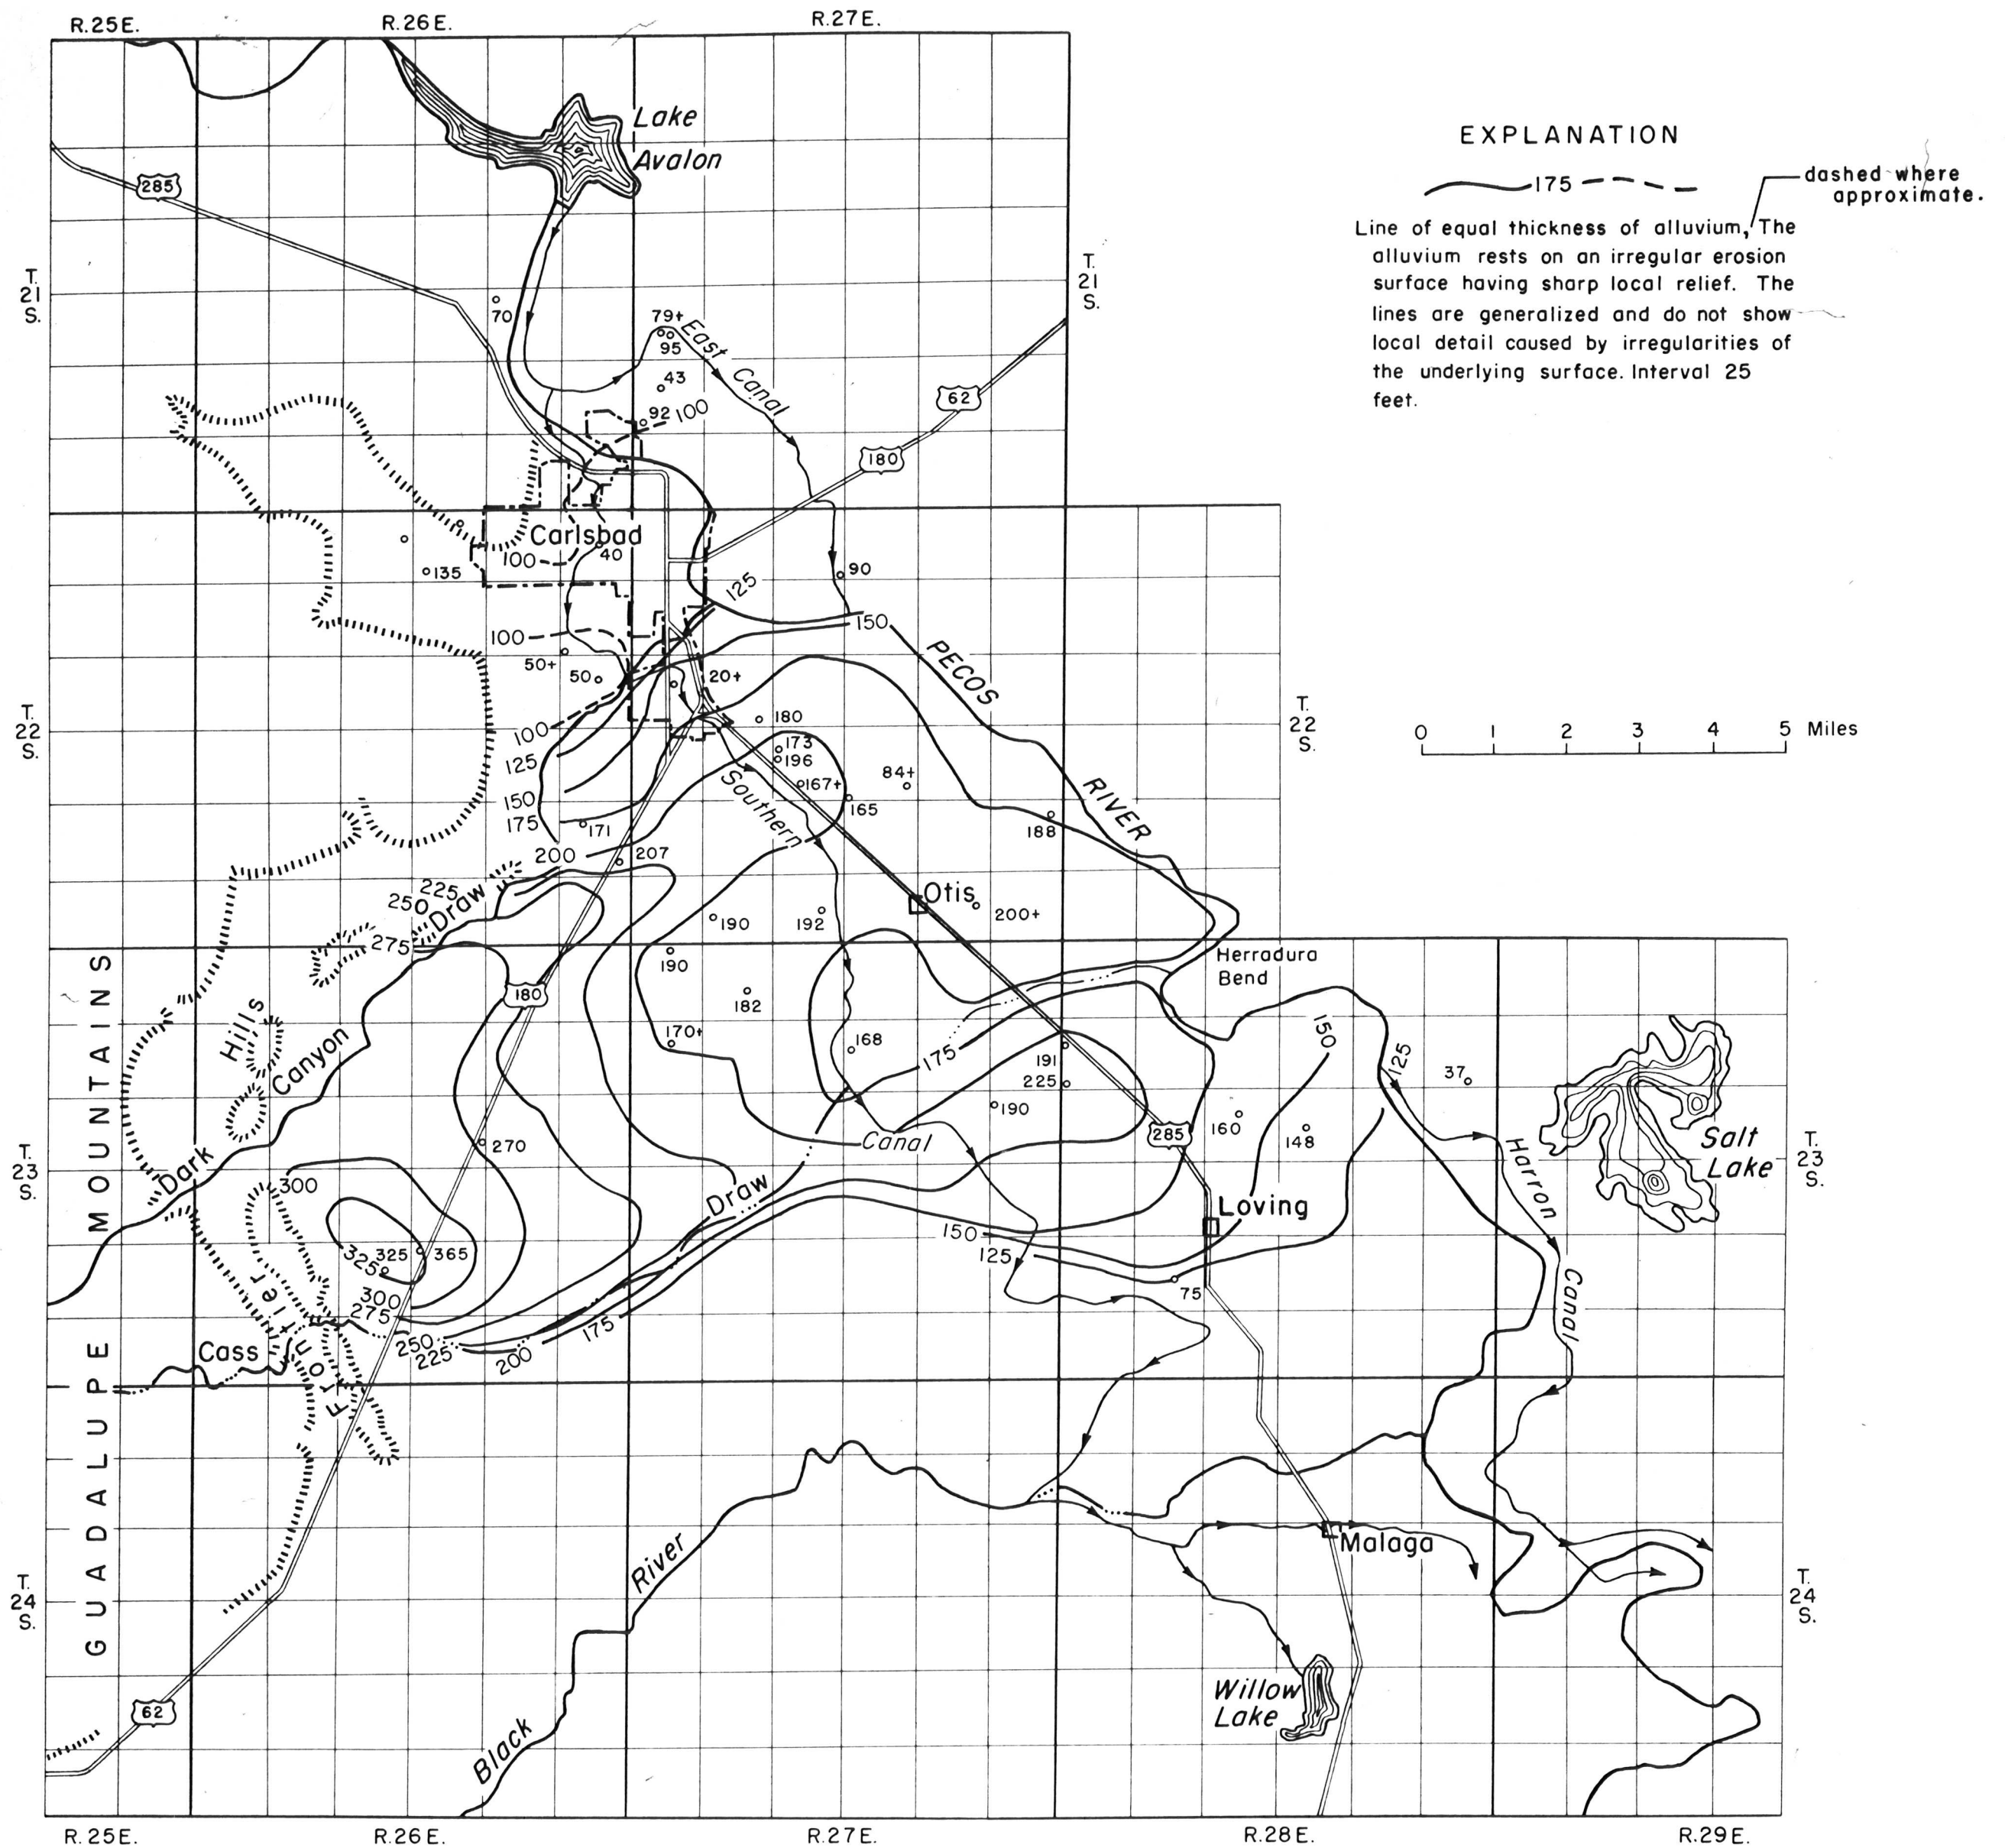 R.25E.
R.26E.
R.27E.
Lake
Avalon
EXPLANATION
175
dashed where
approximate.
Line of equal thickness of alluvium, The
alluvium rests on an irregular erosion
surface having sharp local relief. The
lines are generalized and do not show
local detail caused by irregularities of
the underlying surface. Interval 25
feet.
285
T.
21
S.
T.
21
S.
70
79+
95
East
Canal
43
92
100
62
180
Carlsbad
40
100
135
90
125
100
150
50+
50
20+
PECOS
RIVER
T.
22
S.
T.
22
S.
0 1 2 3 4 5 Miles
180
100
173
196
125
167+
84+
165
150
175
171
188
Southern
200
207
225
250
Draw
Otis
200+
190
192
275
190
Herradura
Bend
180
182
Hills
Canyon
170+
168
175
191
225
150
125
37
190
160
148
285
Canal
Salt
Lake
Harron
Canal
270
Dark
T.
23
S.
T.
23
S.
300
Draw
Loving
150
125
325
325
365
75
300
275
250
225
200
175
Cass
Frontier
GUADALUPE MOUNTAINS
Malaga
River
T.
24
S.
T.
24
S.
Willow
Lake
62
Black
R.25E.
R.26E.
R.27E.
R.28E.
R.29E.